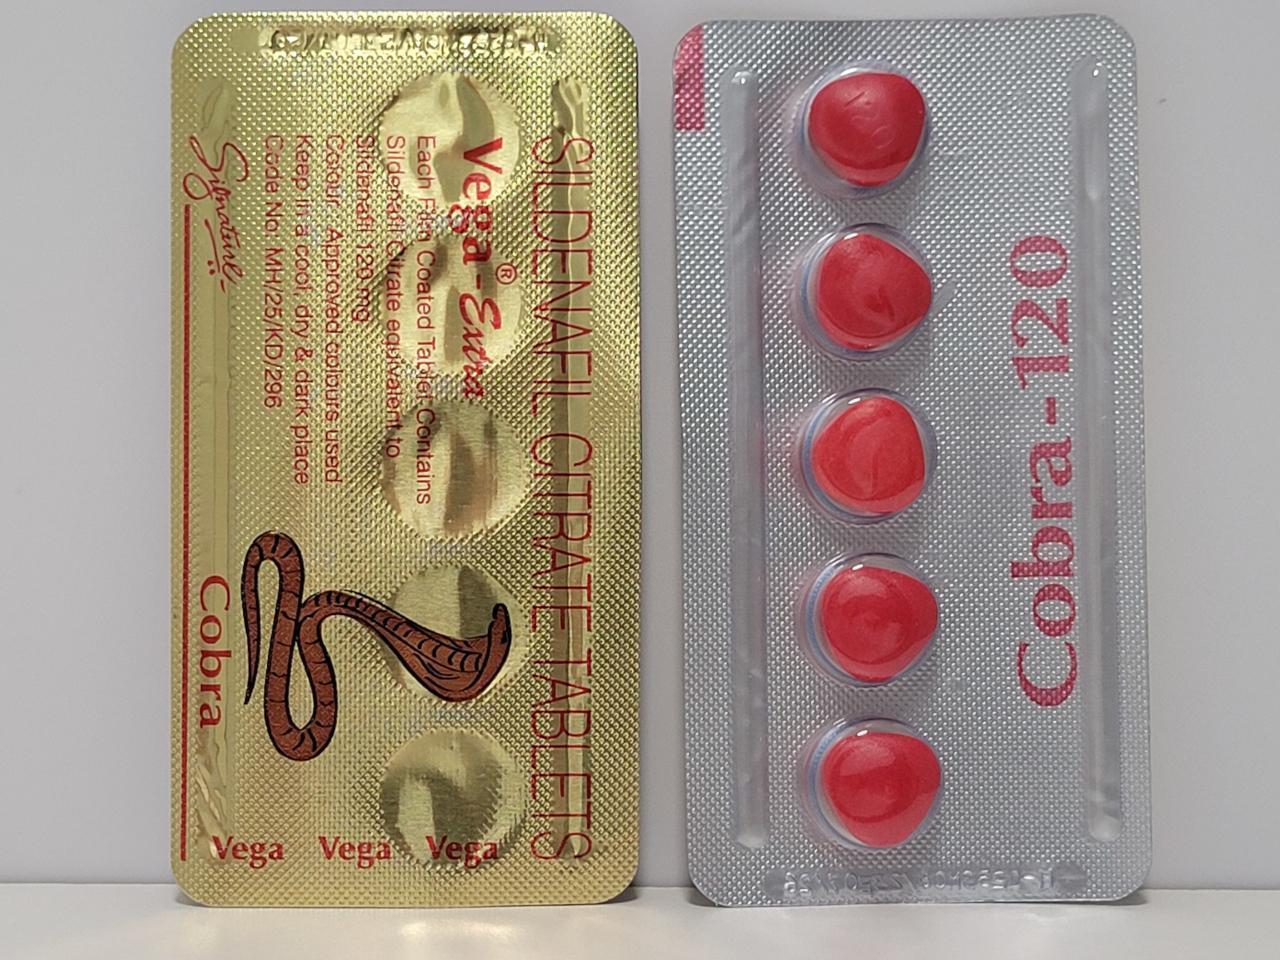 SILDENAFIL CITRATE TABLETS
Vega-Extra®
Each Film Coated Tablet Contains
Sildenafil Citrate equivalent to
Sildenafil 120 mg
Colour: Approved colours used
Keep in a cool, dry & dark place
Code No. MH/25/KD/296
Signature
Cobra
Vega Vega Vega
Cobra-120